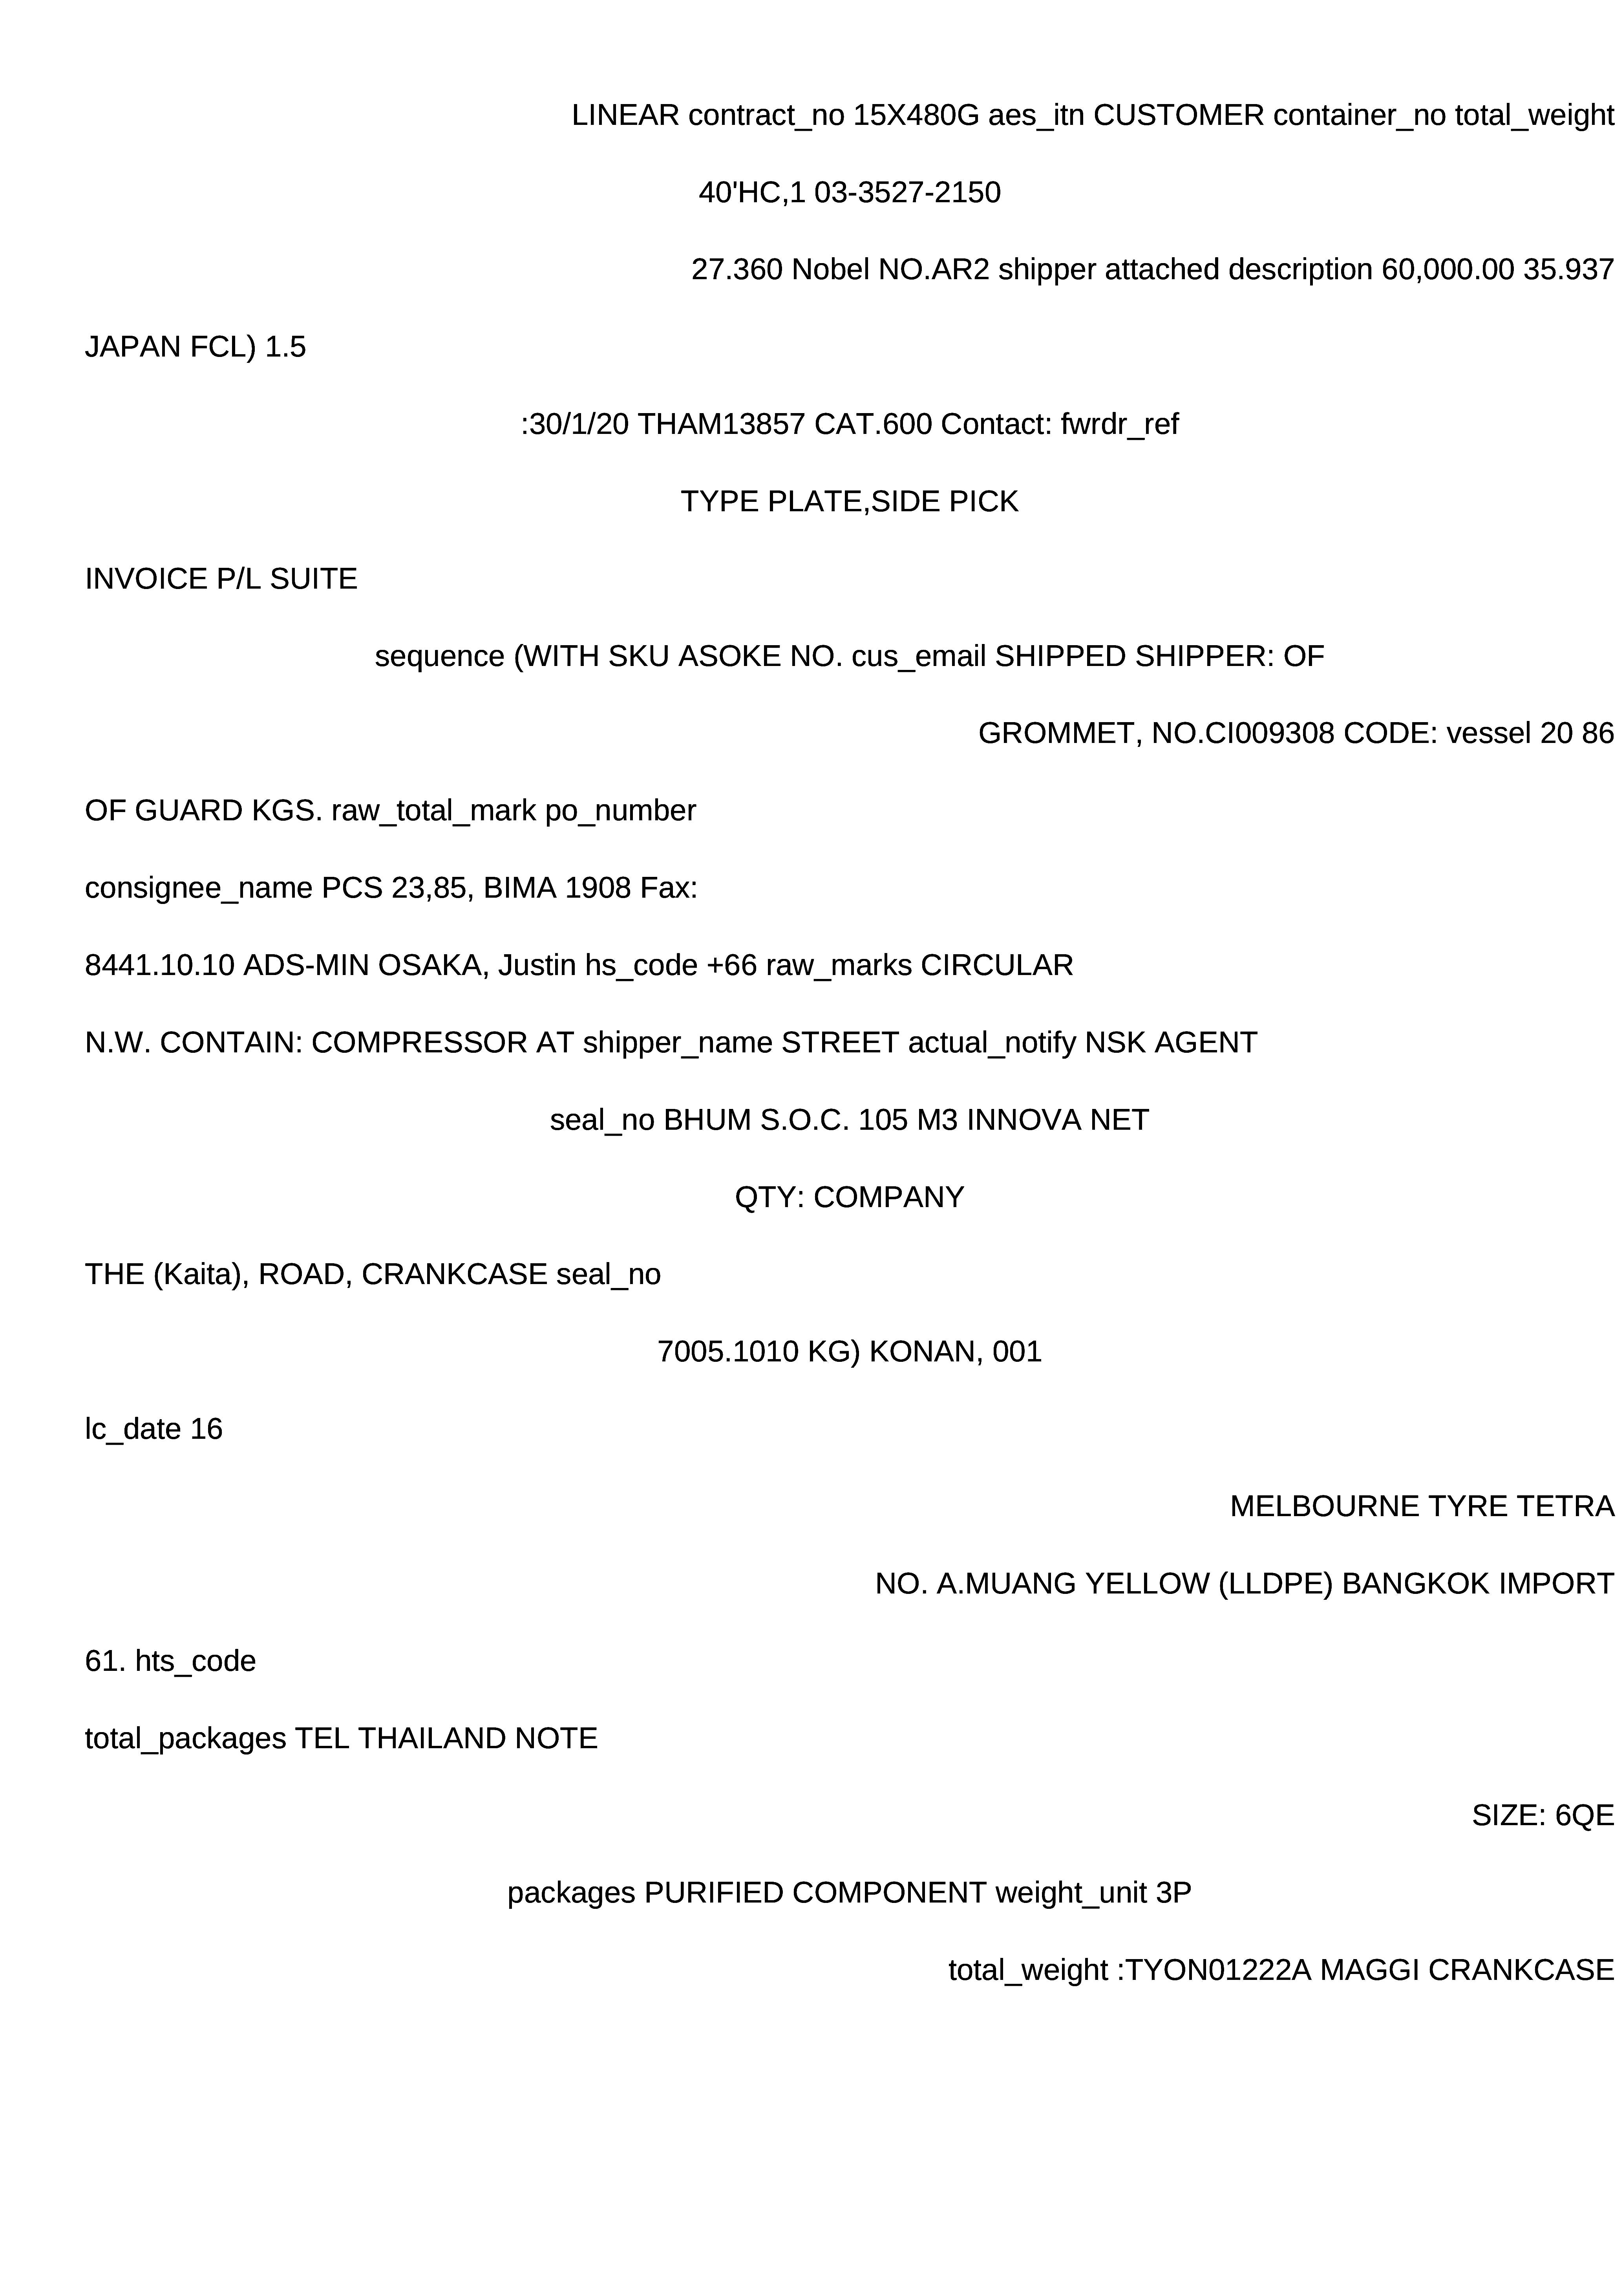 LINEAR contract_no 15X480G aes_itn CUSTOMER container_no total_weight
40'HC,1 03-3527-2150
27.360 Nobel NO.AR2 shipper attached description 60,000.00 35.937
JAPAN FCL) 1.5
:30/1/20 THAM13857 CAT.600 Contact: fwrdr_ref
TYPE PLATE,SIDE PICK
INVOICE P/L SUITE
sequence (WITH SKU ASOKE NO. cus_email SHIPPED SHIPPER: OF
GROMMET, NO.CI009308 CODE: vessel 20 86
OF GUARD KGS. raw_total_mark po_number
consignee_name PCS 23,85, BIMA 1908 Fax:
8441.10.10 ADS-MIN OSAKA, Justin hs_code +66 raw_marks CIRCULAR
N.W. CONTAIN: COMPRESSOR AT shipper_name STREET actual_notify NSK AGENT
seal_no BHUM S.O.C. 105 M3 INNOVA NET
QTY: COMPANY
THE (Kaita), ROAD, CRANKCASE seal_no
7005.1010 KG) KONAN, 001
lc_date 16
MELBOURNE TYRE TETRA
NO. A.MUANG YELLOW (LLDPE) BANGKOK IMPORT
61. hts_code
total_packages TEL THAILAND NOTE
SIZE: 6QE
packages PURIFIED COMPONENT weight_unit 3P
total_weight :TYON01222A MAGGI CRANKCASE